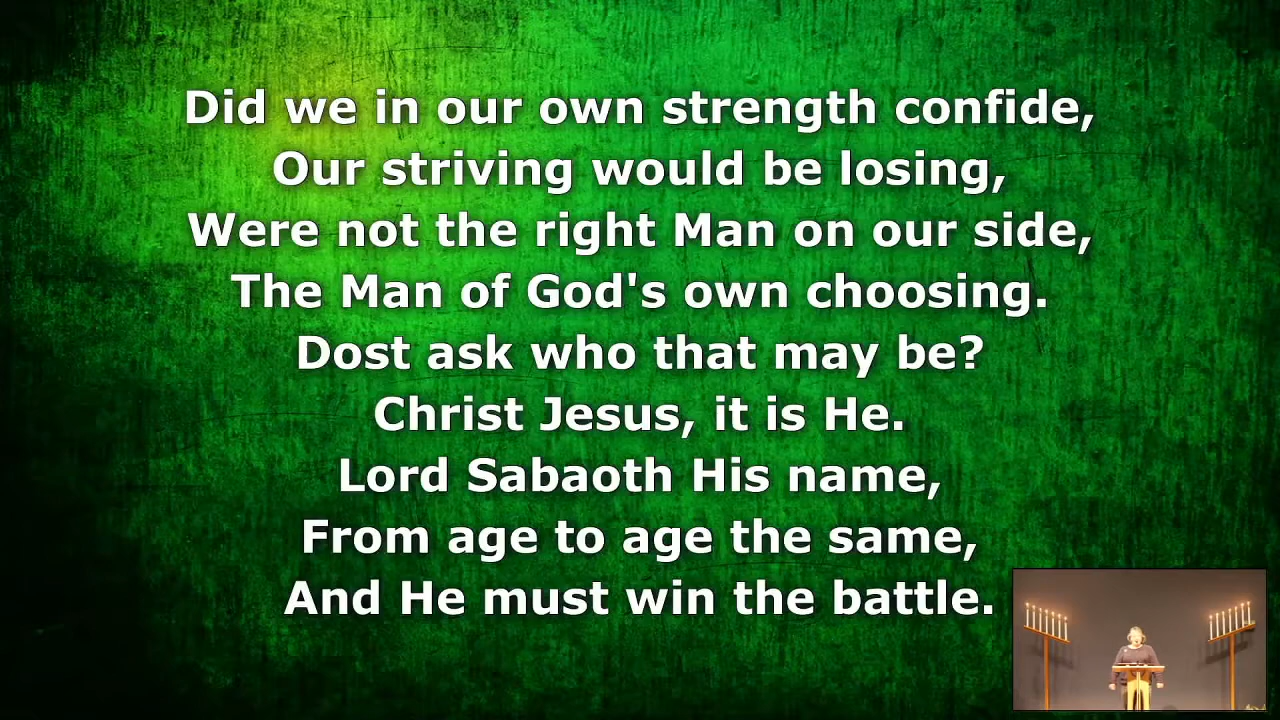 Did we in our own strength confide,
Our striving would be losing,
Were not the right Man on our side,
The Man of God's own choosing.
Dost ask who that may be?
Christ Jesus, it is He.
Lord Sabaoth His name,
From age to age the same,
And He must win the battle.